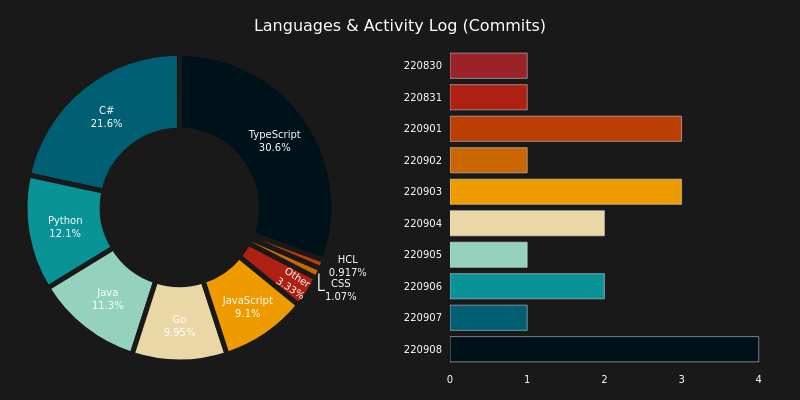 Languages & Activity Log (Commits)
C#
21.6%
TypeScript
30.6%
Python
12.1%
Java
11.3%
Go
9.95%
JavaScript
9.1%
Other
3.33%
HCL
0.917%
CSS
1.07%
220830
220831
220901
220902
220903
220904
220905
220906
220907
220908
0
1
2
3
4